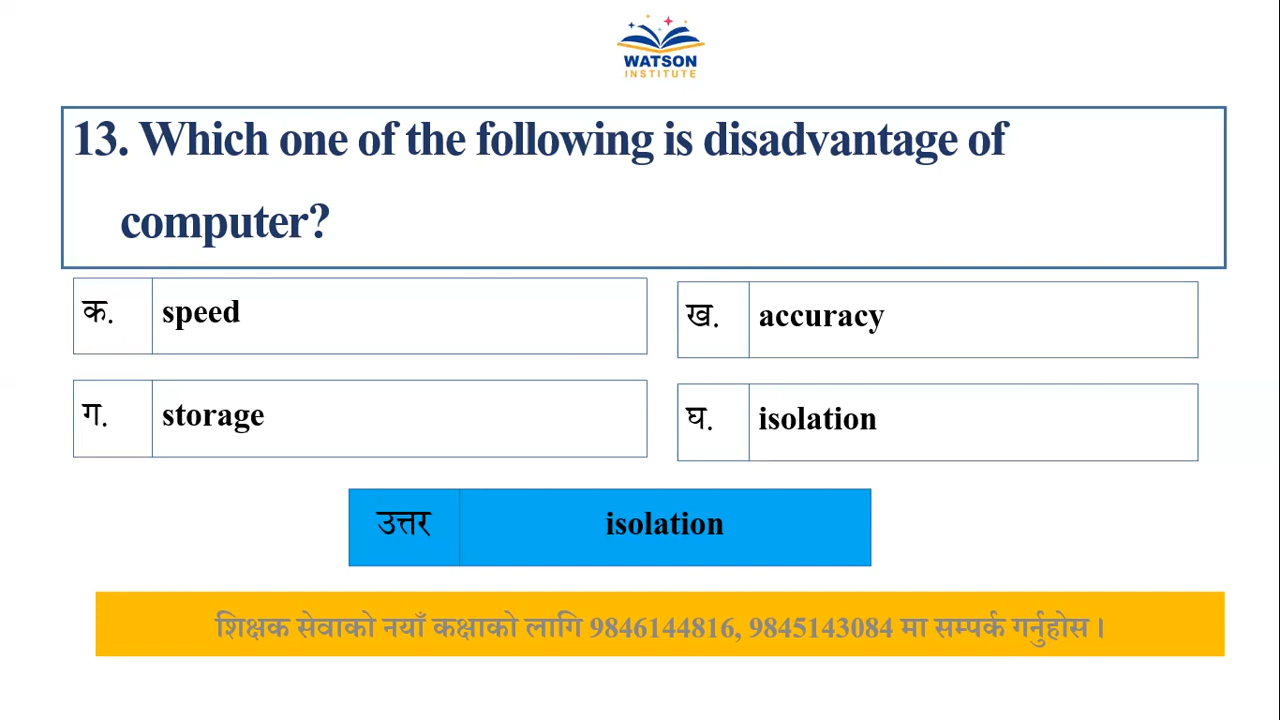 WATSON
INSTITUTE
13. Which one of the following is disadvantage of
computer?
क. speed
ख. accuracy
ग. storage
घ. isolation
उत्तर isolation
शिक्षक सेवाको नयाँ कक्षाको लागि 9846144816, 9845143084 मा सम्पर्क गर्नुहोस ।